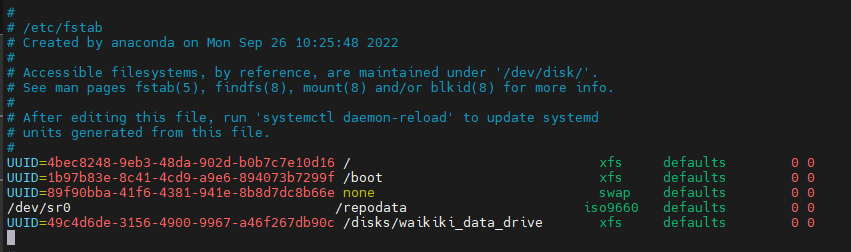 #
# /etc/fstab
# Created by anaconda on Mon Sep 26 10:25:48 2022
#
# Accessible filesystems, by reference, are maintained under '/dev/disk/'.
# See man pages fstab(5), findfs(8), mount(8) and/or blkid(8) for more info.
#
# After editing this file, run 'systemctl daemon-reload' to update systemd
# units generated from this file.
#
UUID=4bec8248-9eb3-48da-902d-b0b7c7e10d16 /                       xfs     defaults        0 0
UUID=1b97b83e-8c41-4cd9-a9e6-894073b7299f /boot                   xfs     defaults        0 0
UUID=89f90bba-41f6-4381-941e-8b8d7dc8b66e none                    swap    defaults        0 0
/dev/sr0                                /repodata              iso9660   defaults        0 0
UUID=49c4d6de-3156-4900-9967-a46f267db90c /disks/waikiki_data_drive       xfs     defaults        0 0